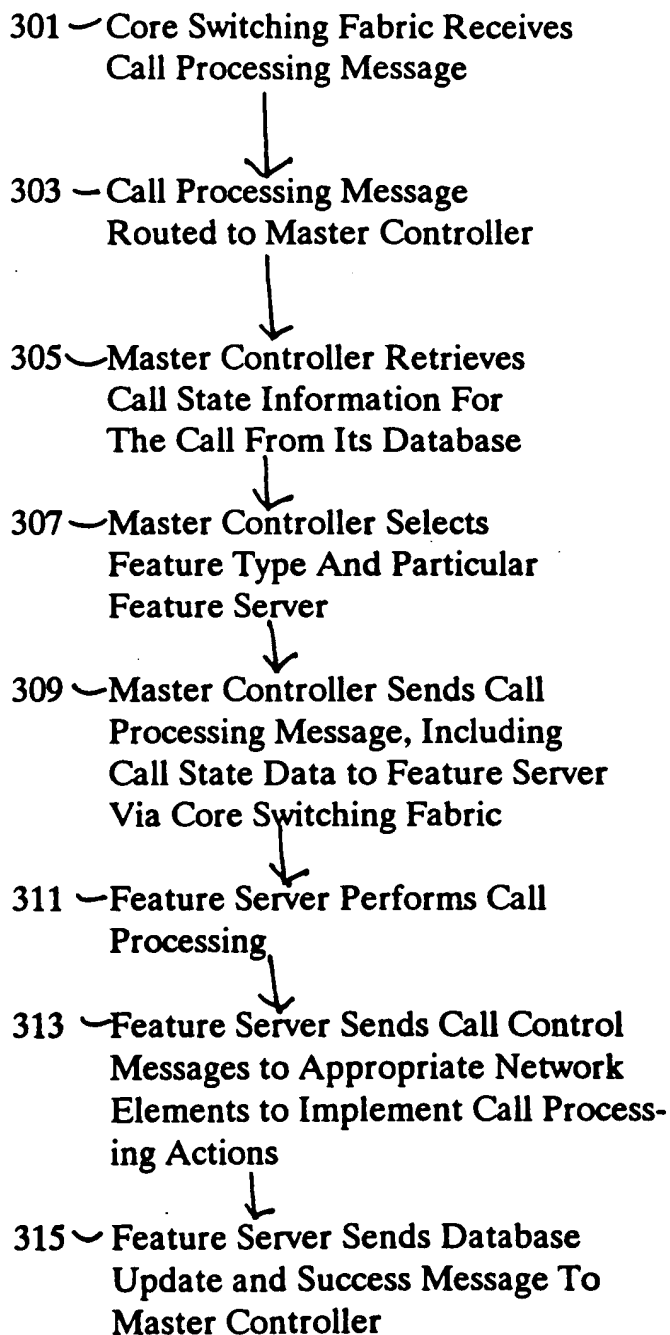 301 Core Switching Fabric Receives
Call Processing Message
303 Call Processing Message
Routed to Master Controller
305 Master Controller Retrieves
Call State Information For
The Call From Its Database
307 Master Controller Selects
Feature Type And Particular
Feature Server
309 Master Controller Sends Call
Processing Message, Including
Call State Data to Feature Server
Via Core Switching Fabric
311 Feature Server Performs Call
Processing
313 Feature Server Sends Call Control
Messages to Appropriate Network
Elements to Implement Call Process-
ing Actions
315 Feature Server Sends Database
Update and Success Message To
Master Controller